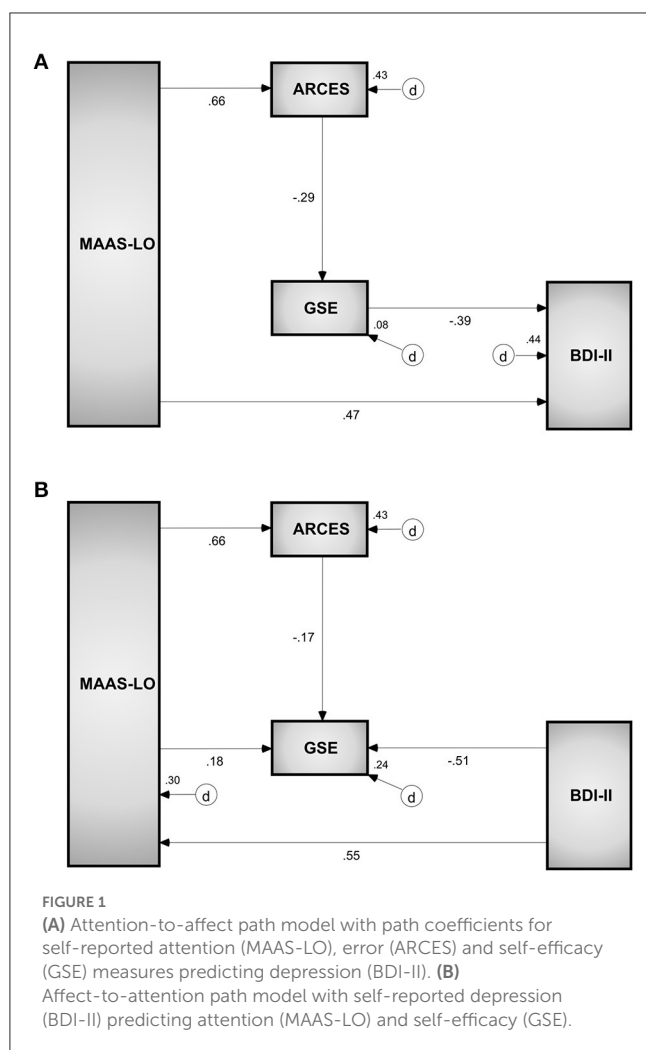 A
ARCES
.43
d
.66
-.29
MAAS-LO
GSE
.08
d
-.39
.44
d
BDI-II
.47
B
ARCES
.43
d
.66
-.17
MAAS-LO
GSE
.18
.24
d
-.51
.30
d
BDI-II
.55
FIGURE 1
(A) Attention-to-affect path model with path coefficients for
self-reported attention (MAAS-LO), error (ARCES) and self-efficacy
(GSE) measures predicting depression (BDI-II). (B)
Affect-to-attention path model with self-reported depression
(BDI-II) predicting attention (MAAS-LO) and self-efficacy (GSE).